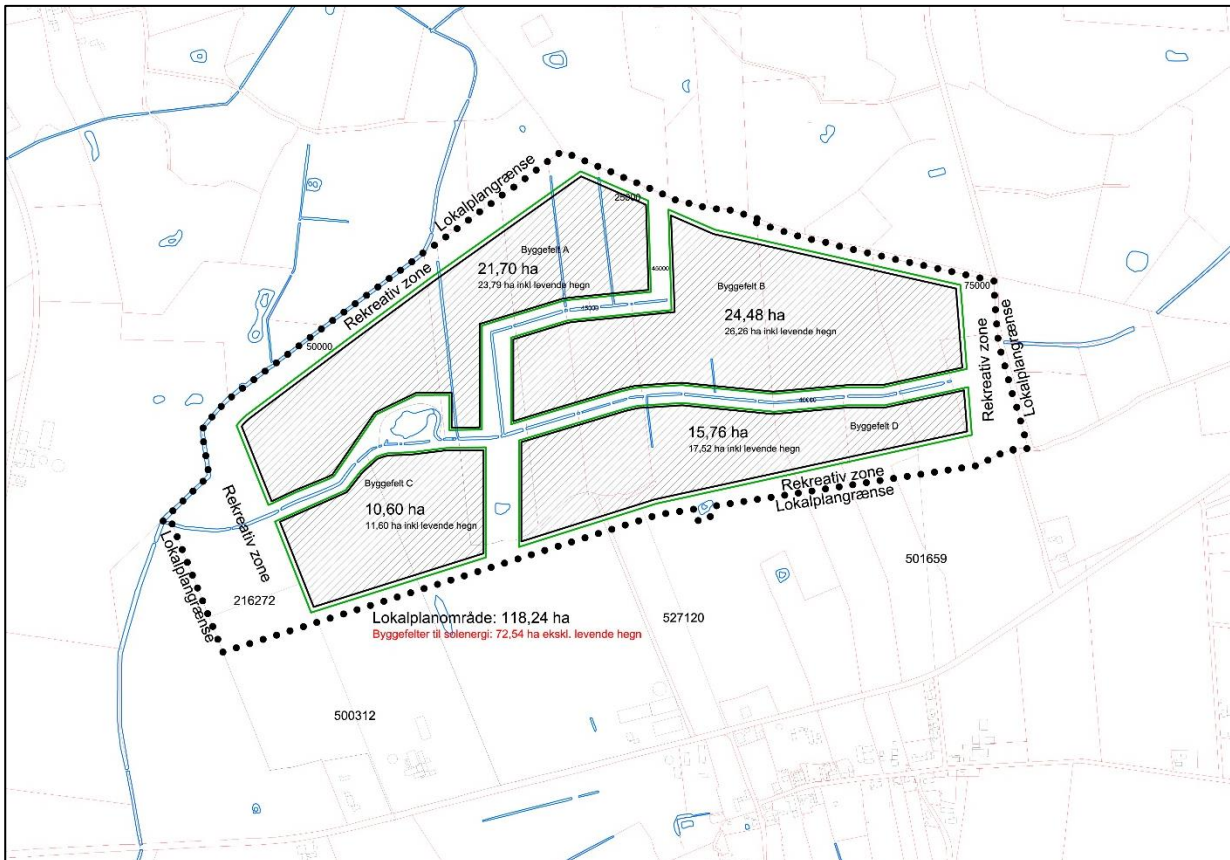 Lokalplangrænse
25000
Byggefelt A
21,70 ha
23,79 ha inkl levende hegn
45000
Rekreativ zone
Byggefelt B
75000
24,48 ha
26,26 ha inkl levende hegn
45000
50000
Rekreativ zone
Lokalplangrænse
40000
15,76 ha
Byggefelt D
17,52 ha inkl levende hegn
Rekreativ zone
Lokalplangrænse
Byggefelt C
10,60 ha
11,60 ha inkl levende hegn
Rekreativ zone
Lokalplangrænse
501659
216272
Lokalplanområde: 118,24 ha
527120
Byggefelter til solenergi: 72,54 ha ekskl. levende hegn
500312